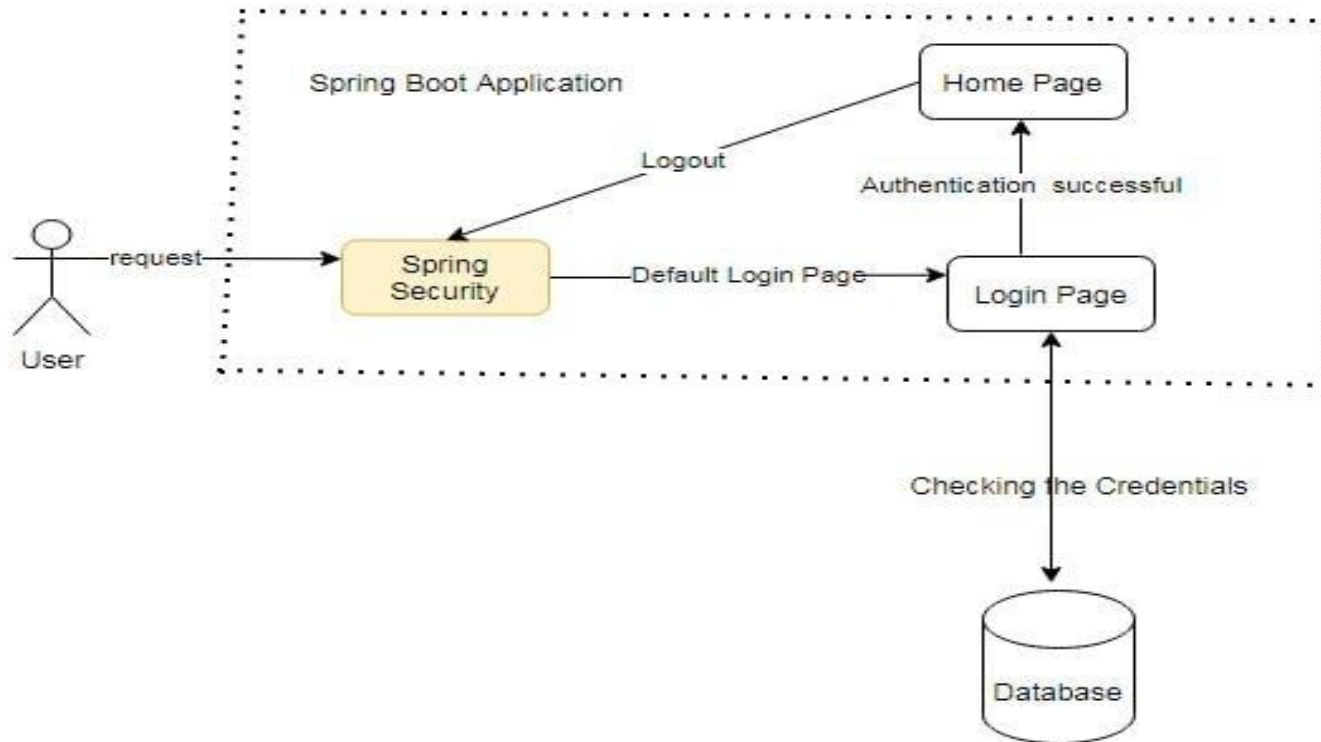 Spring Boot Application
Home Page
Logout
Authentication successful
request
Spring
Security
Default Login Page
Login Page
User
Checking the Credentials
Database